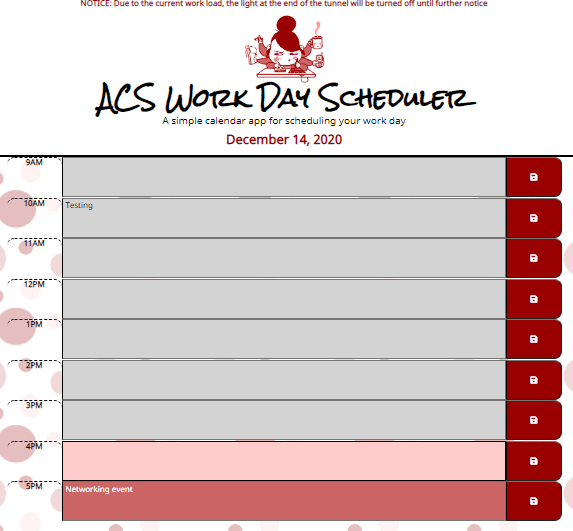 NOTICE: Due to the current work load, the light at the end of the tunnel will be turned off until further notice
ACS Work Day Scheduler
A simple calendar app for scheduling your work day
December 14, 2020
9AM
10AM Testing
11AM
12PM
1PM
2PM
3PM
4PM
5PM Networking event